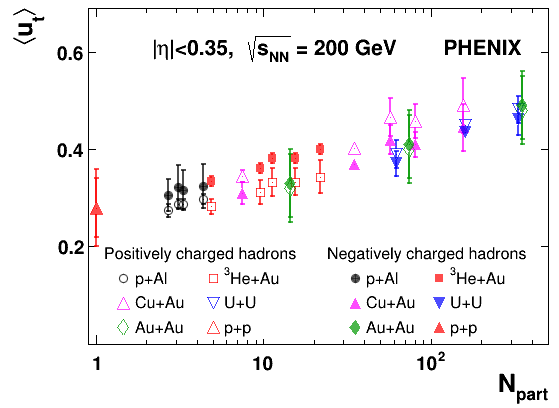 ⟨u_t⟩
|η|<0.35, √s_NN = 200 GeV PHENIX
0.6
0.4
0.2
Positively charged hadrons Negatively charged hadrons
p+Al ³He+Au p+Al ³He+Au
Cu+Au U+U Cu+Au U+U
Au+Au p+p Au+Au p+p
1 10 10²
N_part